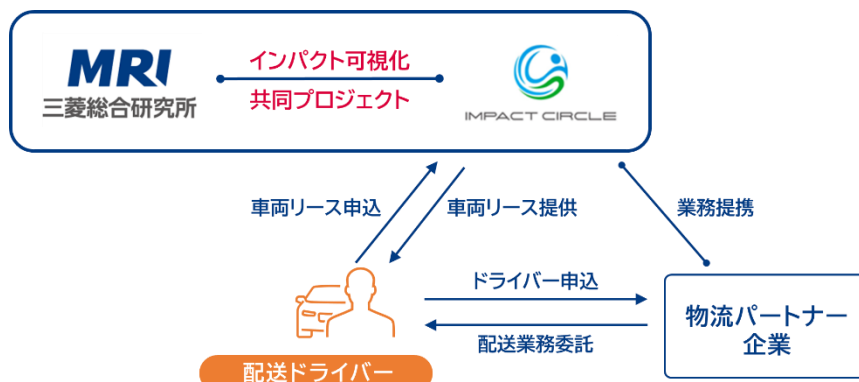 MRI
三菱総合研究所
インパクト可視化
共同プロジェクト
IMPACT CIRCLE
車両リース申込
車両リース提供
業務提携
ドライバー申込
配送業務委託
配送ドライバー
物流パートナー
企業